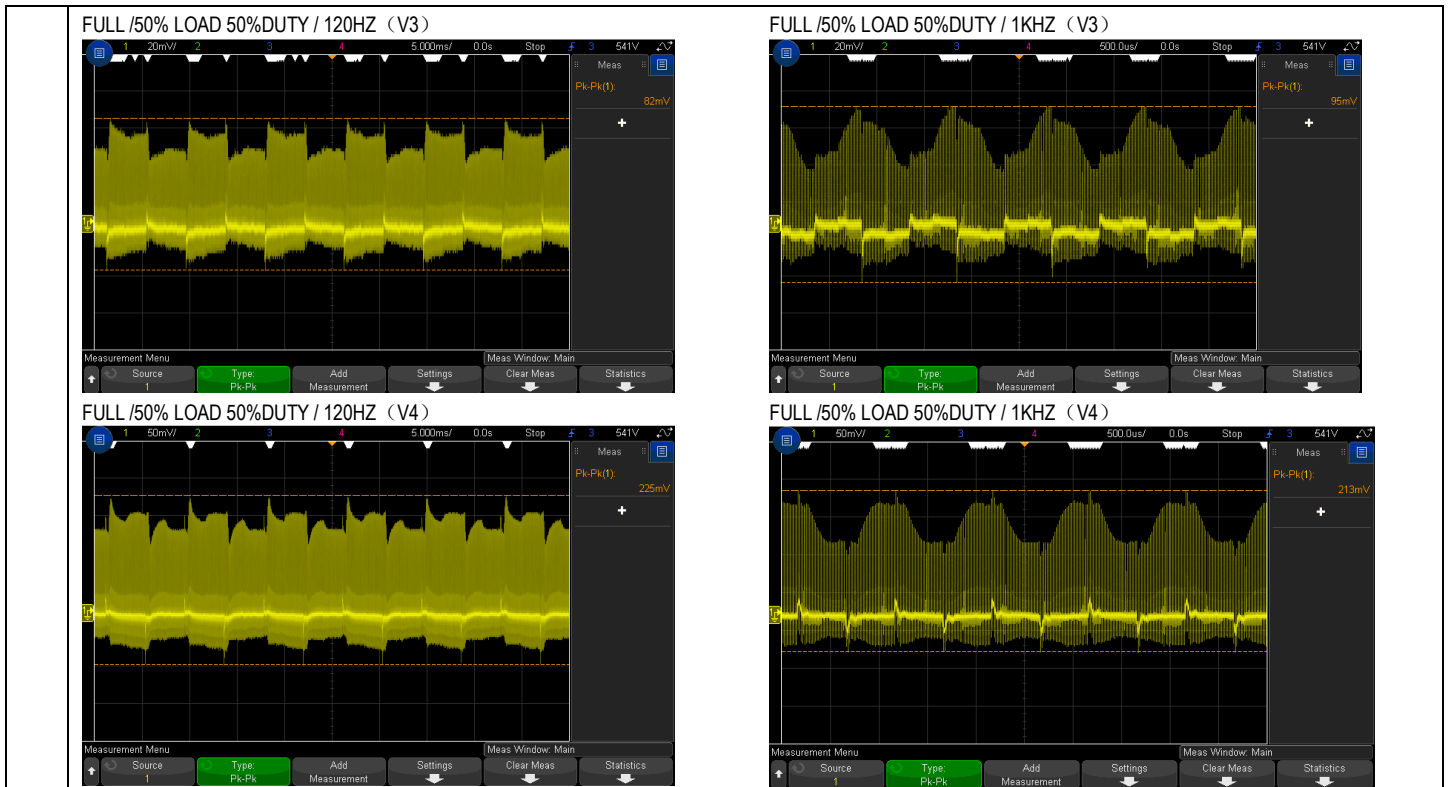 FULL /50% LOAD 50%DUTY / 120HZ（V3）
1 20mV/ 2 3 4 5.000ms/ 0.0s Stop 3 541V
Meas
Pk-Pk(1):
82mV
Measurement Menu
Meas Window: Main
Source
1
Type:
Pk-Pk
Add
Measurement
Settings
Clear Meas
Statistics
FULL /50% LOAD 50%DUTY / 1KHZ（V3）
1 20mV/ 2 3 4 500.0us/ 0.0s Stop 3 541V
Meas
Pk-Pk(1):
95mV
Measurement Menu
Meas Window: Main
Source
1
Type:
Pk-Pk
Add
Measurement
Settings
Clear Meas
Statistics
FULL /50% LOAD 50%DUTY / 120HZ（V4）
1 50mV/ 2 3 4 5.000ms/ 0.0s Stop 3 541V
Meas
Pk-Pk(1):
225mV
Measurement Menu
Meas Window: Main
Source
1
Type:
Pk-Pk
Add
Measurement
Settings
Clear Meas
Statistics
FULL /50% LOAD 50%DUTY / 1KHZ（V4）
1 50mV/ 2 3 4 500.0us/ 0.0s Stop 3 541V
Meas
Pk-Pk(1):
213mV
Measurement Menu
Meas Window: Main
Source
1
Type:
Pk-Pk
Add
Measurement
Settings
Clear Meas
Statistics